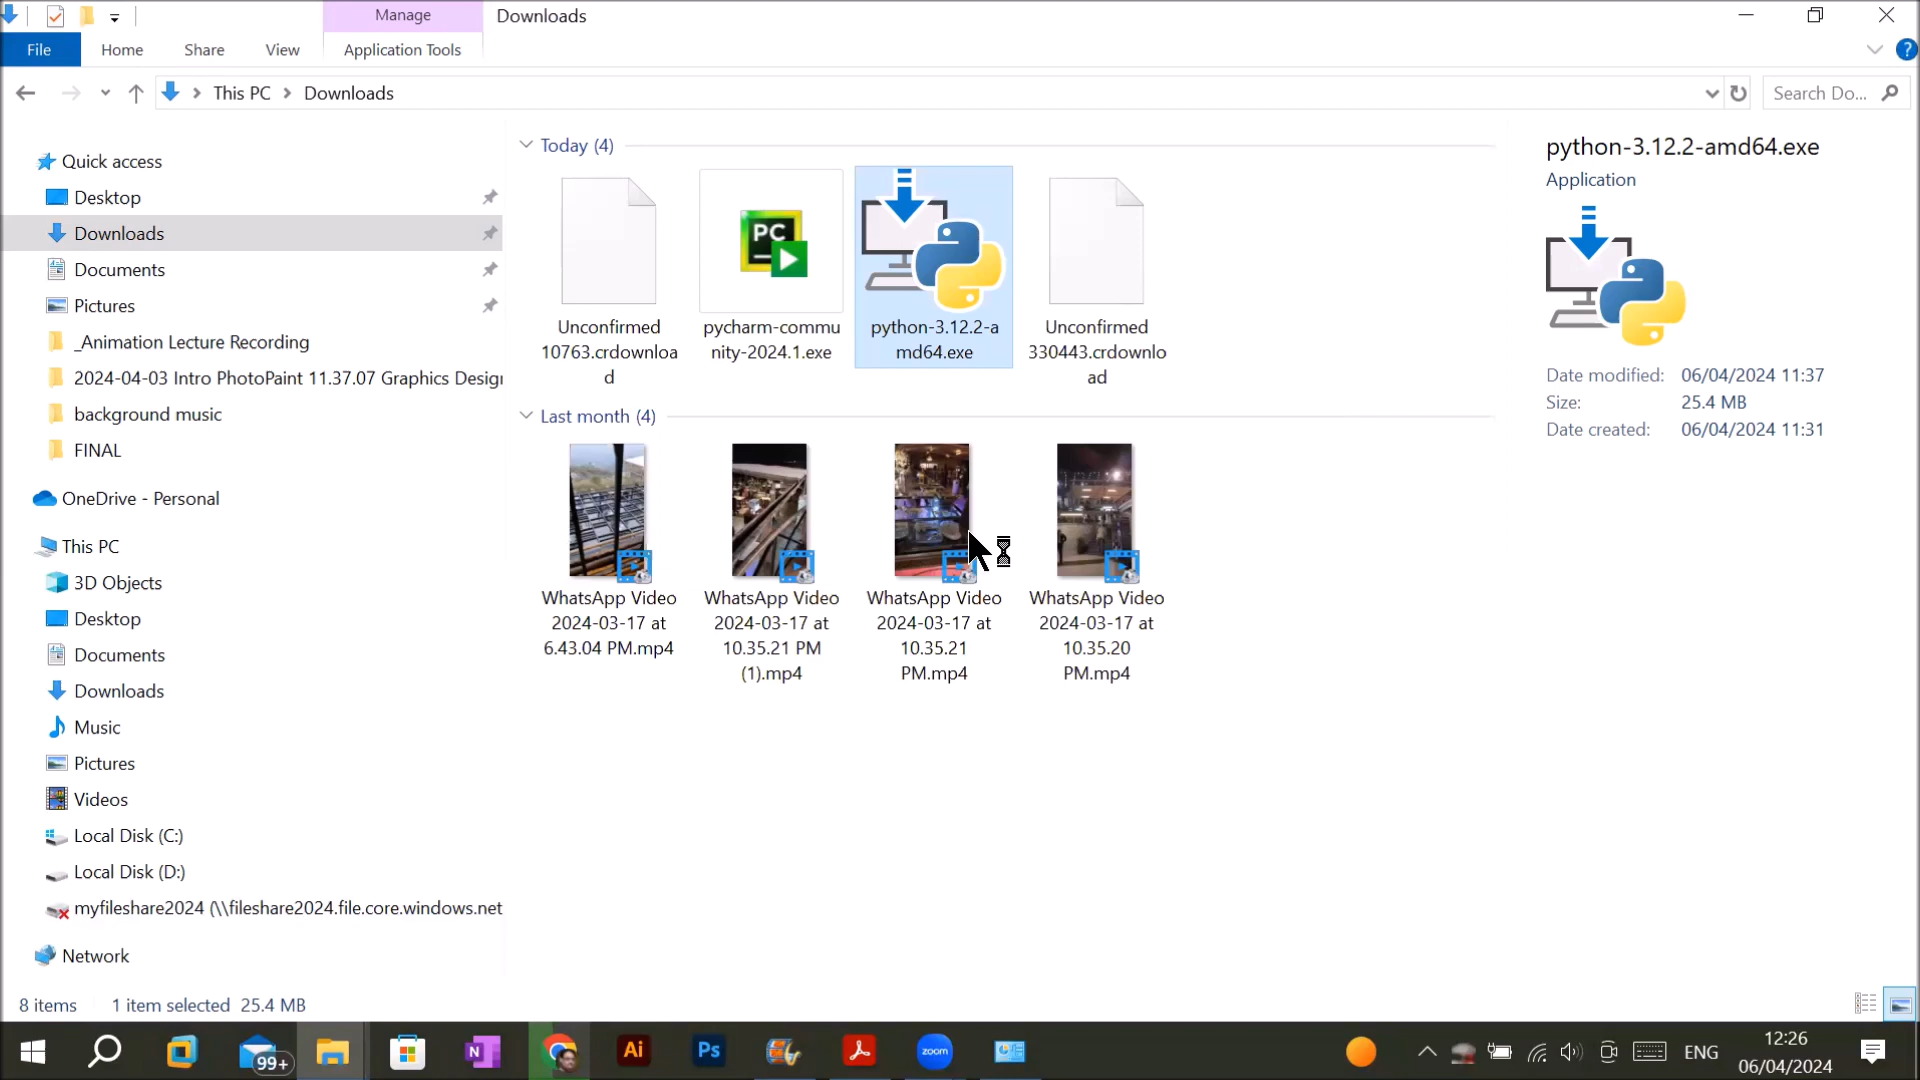 Manage
Downloads
File
Home
Share
View
Application Tools
?
This PC
Downloads
Search Do...
Quick access
Desktop
Downloads
Documents
Pictures
_Animation Lecture Recording
2024-04-03 Intro PhotoPaint 11.37.07 Graphics Desig
background music
FINAL
OneDrive - Personal
This PC
3D Objects
Desktop
Documents
Downloads
Music
Pictures
Videos
Local Disk (C:)
Local Disk (D:)
myfileshare2024 (\\fileshare2024.file.core.windows.net
Network
Today (4)
PC
Unconfirmed
10763.crdownloa
d
pycharm-commu
nity-2024.1.exe
python-3.12.2-a
md64.exe
Unconfirmed
330443.crdownlo
ad
Last month (4)
WhatsApp Video
2024-03-17 at
6.43.04 PM.mp4
WhatsApp Video
2024-03-17 at
10.35.21 PM
(1).mp4
WhatsApp Video
2024-03-17 at
10.35.21
PM.mp4
WhatsApp Video
2024-03-17 at
10.35.20
PM.mp4
python-3.12.2-amd64.exe
Application
Date modified: 06/04/2024 11:37
Size: 25.4 MB
Date created: 06/04/2024 11:31
8 items 1 item selected 25.4 MB
99+
N
Ai
Ps
zoom
ENG
12:26
06/04/2024